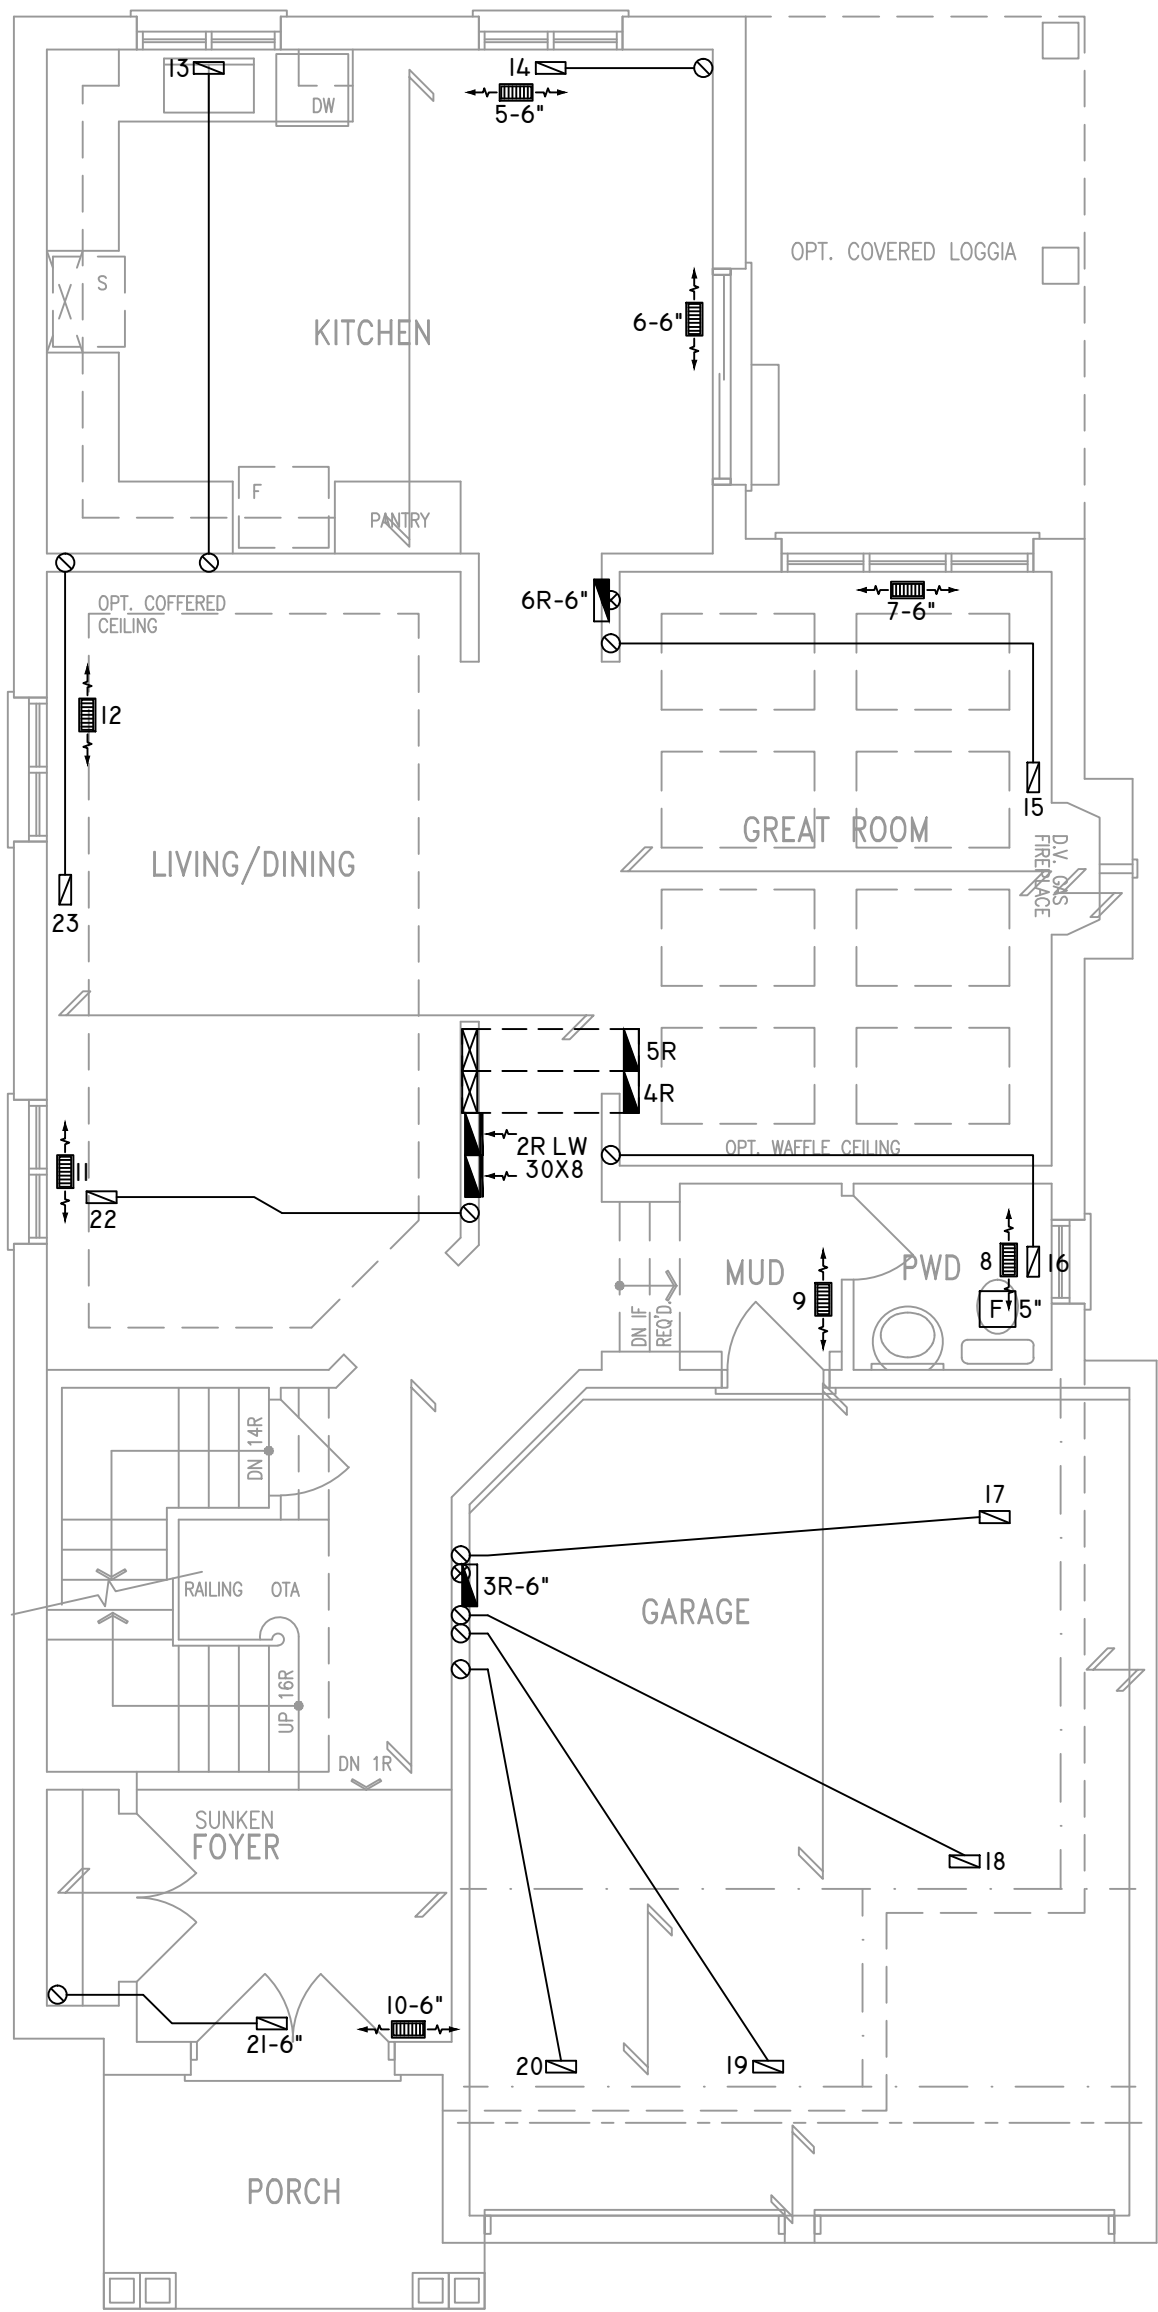 13
14
5-6"
DW
OPT. COVERED LOGGIA
S
KITCHEN
6-6"
F
PANTRY
OPT. COFFERED
CEILING
6R-6"
7-6"
12
15
GREAT ROOM
D.V. GAS
FIREPLACE
LIVING/DINING
23
5R
4R
2R LW
30X8
OPT. WAFFLE CEILING
11
22
MUD
PWD
8
16
9
F
5"
DN IF
REQ'D.
DN 14R
17
RAILING
OTA
3R-6"
GARAGE
UP 16R
DN 1R
SUNKEN
FOYER
18
10-6"
21-6"
20
19
PORCH